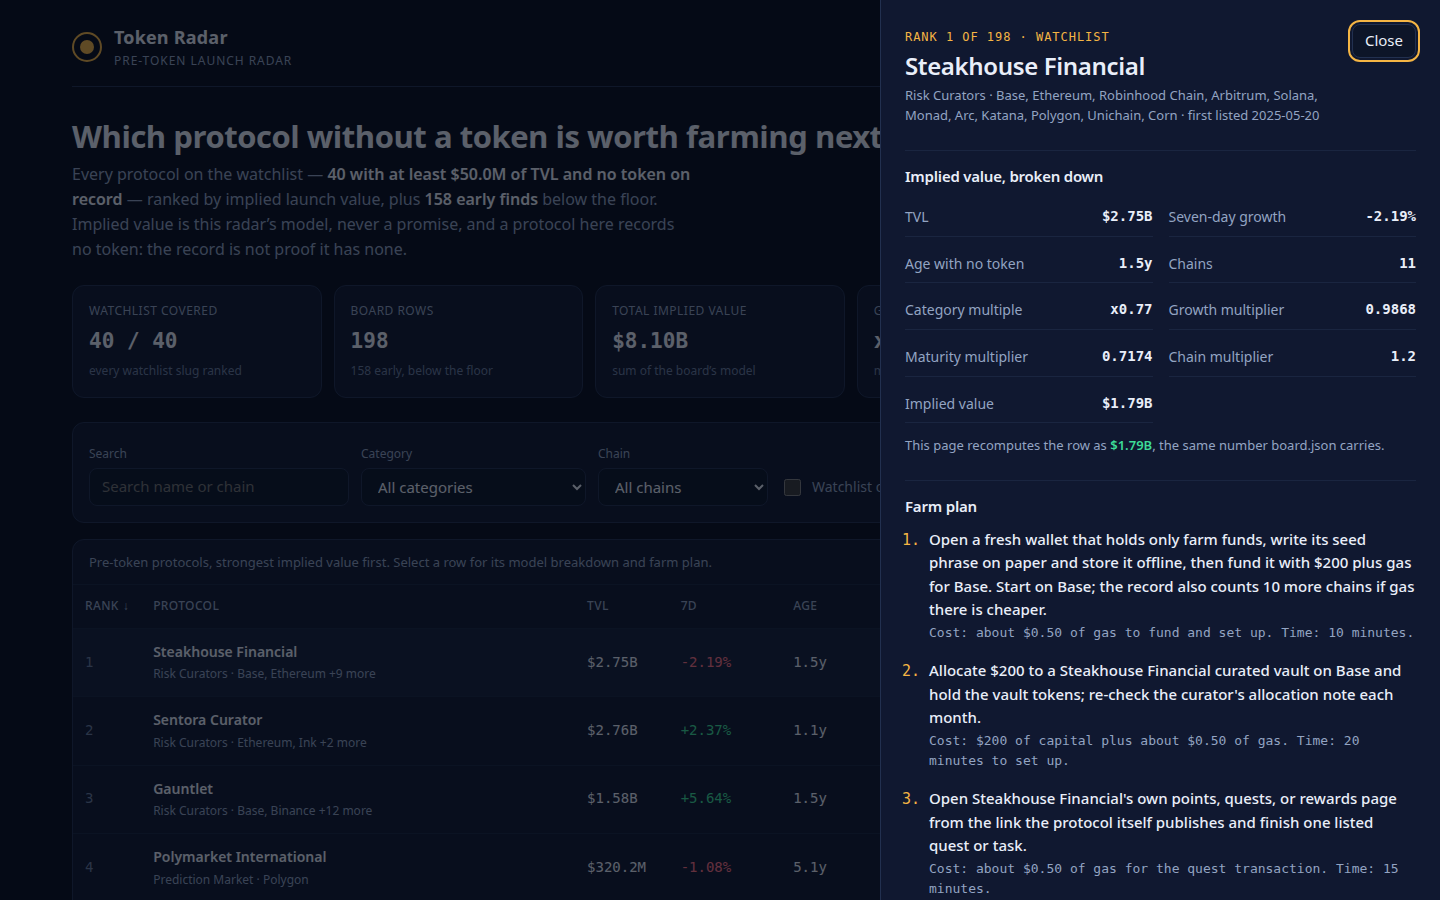 Token Radar
PRE-TOKEN LAUNCH RADAR
Which protocol without a token is worth farming next
Every protocol on the watchlist — 40 with at least $50.0M of TVL and no token on
record — ranked by implied launch value, plus 158 early finds below the floor.
Implied value is this radar's model, never a promise, and a protocol here records
no token: the record is not proof it has none.
WATCHLIST COVERED
40 / 40
every watchlist slug ranked
BOARD ROWS
198
158 early, below the floor
TOTAL IMPLIED VALUE
$8.10B
sum of the board's model
Search
Search name or chain
Category
All categories
Chain
All chains
Watchlist
Pre-token protocols, strongest implied value first. Select a row for its model breakdown and farm plan.
RANK ↓ PROTOCOL TVL 7D AGE
1 Steakhouse Financial $2.75B -2.19% 1.5y
Risk Curators · Base, Ethereum +9 more
2 Sentora Curator $2.76B +2.37% 1.1y
Risk Curators · Ethereum, Ink +2 more
3 Gauntlet $1.58B +5.64% 1.5y
Risk Curators · Base, Binance +12 more
4 Polymarket International $320.2M -1.08% 5.1y
Prediction Market · Polygon
RANK 1 OF 198 · WATCHLIST
Close
Steakhouse Financial
Risk Curators · Base, Ethereum, Robinhood Chain, Arbitrum, Solana,
Monad, Arc, Katana, Polygon, Unichain, Corn · first listed 2025-05-20
Implied value, broken down
TVL $2.75B Seven-day growth -2.19%
Age with no token 1.5y Chains 11
Category multiple x0.77 Growth multiplier 0.9868
Maturity multiplier 0.7174 Chain multiplier 1.2
Implied value $1.79B
This page recomputes the row as $1.79B, the same number board.json carries.
Farm plan
1. Open a fresh wallet that holds only farm funds, write its seed
phrase on paper and store it offline, then fund it with $200 plus gas
for Base. Start on Base; the record also counts 10 more chains if gas
there is cheaper.
Cost: about $0.50 of gas to fund and set up. Time: 10 minutes.
2. Allocate $200 to a Steakhouse Financial curated vault on Base and
hold the vault tokens; re-check the curator's allocation note each
month.
Cost: $200 of capital plus about $0.50 of gas. Time: 20
minutes to set up.
3. Open Steakhouse Financial's own points, quests, or rewards page
from the link the protocol itself publishes and finish one listed
quest or task.
Cost: about $0.50 of gas for the quest transaction. Time: 15
minutes.